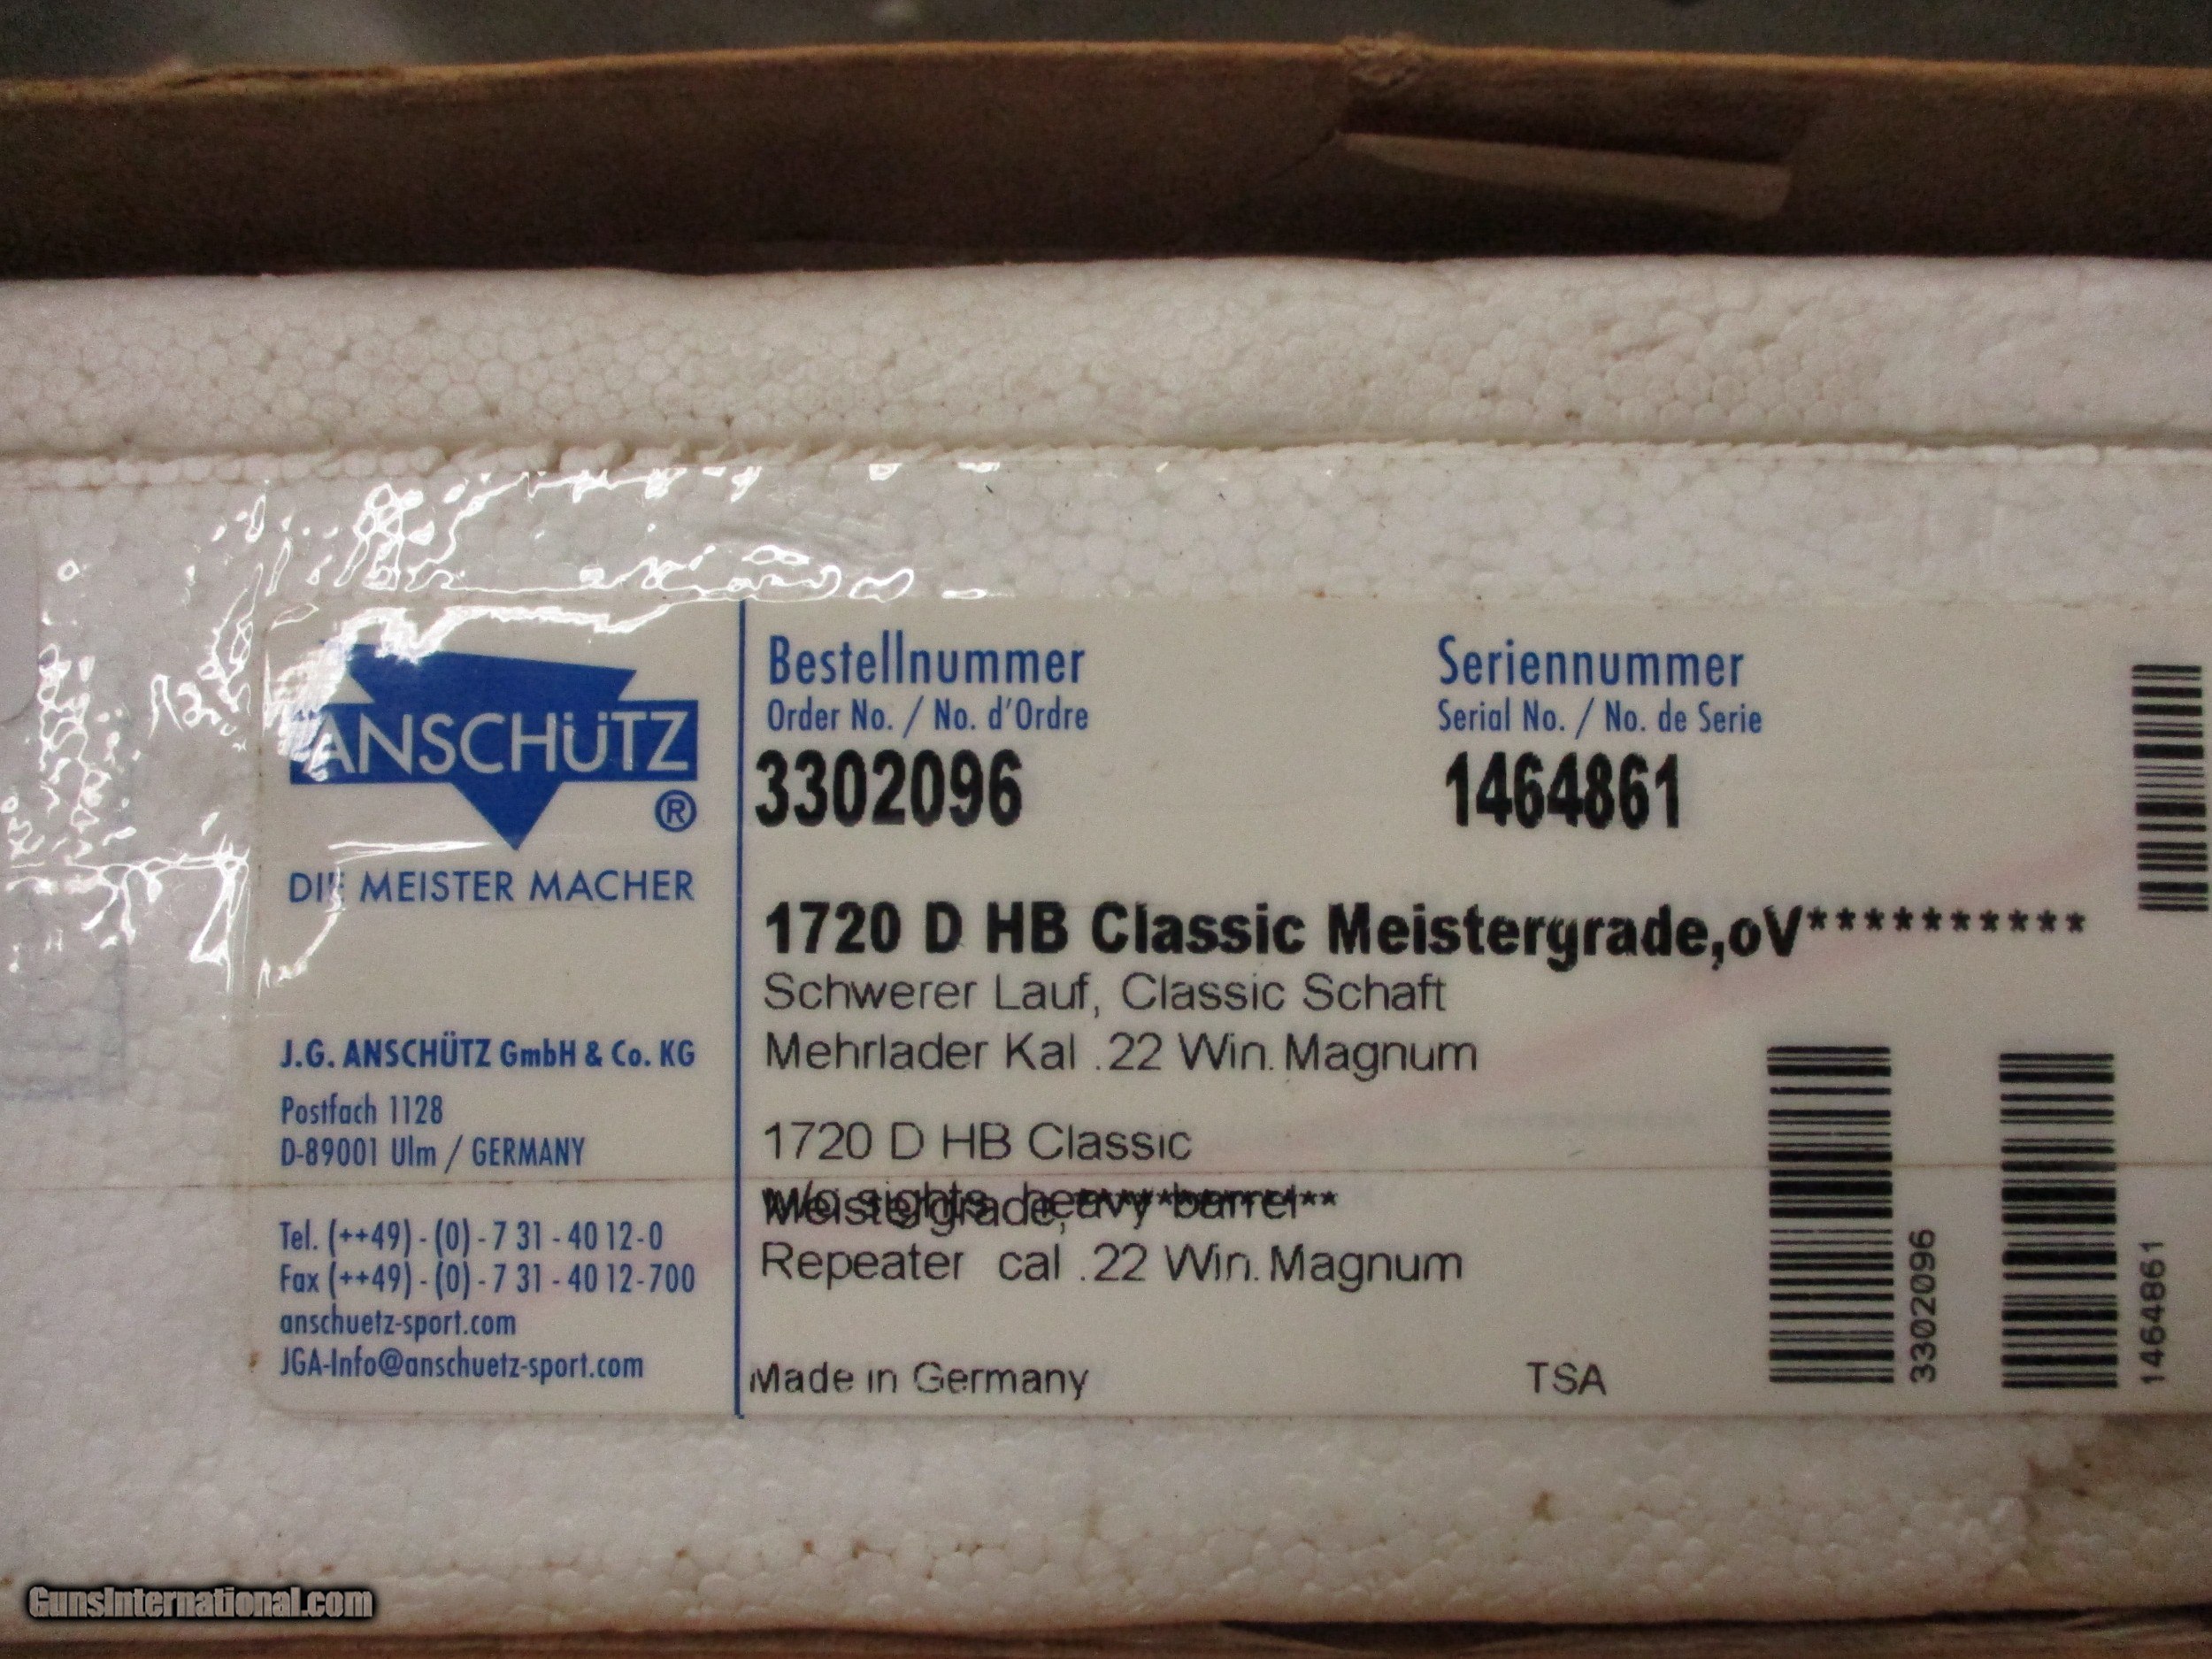 ANSCHÜTZ
®
DIE MEISTER MACHER
J.G. ANSCHÜTZ GmbH & Co. KG
Postfach 1128
D-89001 Ulm / GERMANY
Tel. (++49) - (0) - 7 31 - 40 12-0
Fax (++49) - (0) - 7 31 - 40 12-700
anschuetz-sport.com
JGA-Info@anschuetz-sport.com
Bestellnummer
Order No. / No. d'Ordre
3302096
Seriennummer
Serial No. / No. de Serie
1464861
1720 D HB Classic Meistergrade,oV**********
Schwerer Lauf, Classic Schaft
Mehrlader Kal .22 Win. Magnum
1720 D HB Classic
w/o sights, heavy barrel
Meistergrade,
Repeater cal .22 Win. Magnum
Made in Germany
TSA
3302096
1464861
GunsInternational.com